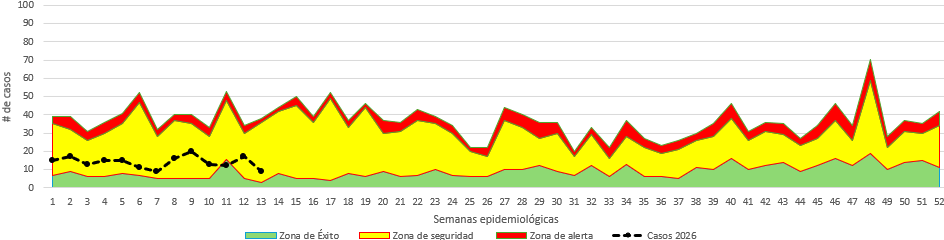 100
90
80
70
60
50
40
30
20
10
0
# de casos
1 2 3 4 5 6 7 8 9 10 11 12 13 14 15 16 17 18 19 20 21 22 23 24 25 26 27 28 29 30 31 32 33 34 35 36 37 38 39 40 41 42 43 44 45 46 47 48 49 50 51 52
Semanas epidemiológicas
Zona de Éxito Zona de seguridad Zona de alerta Casos 2026